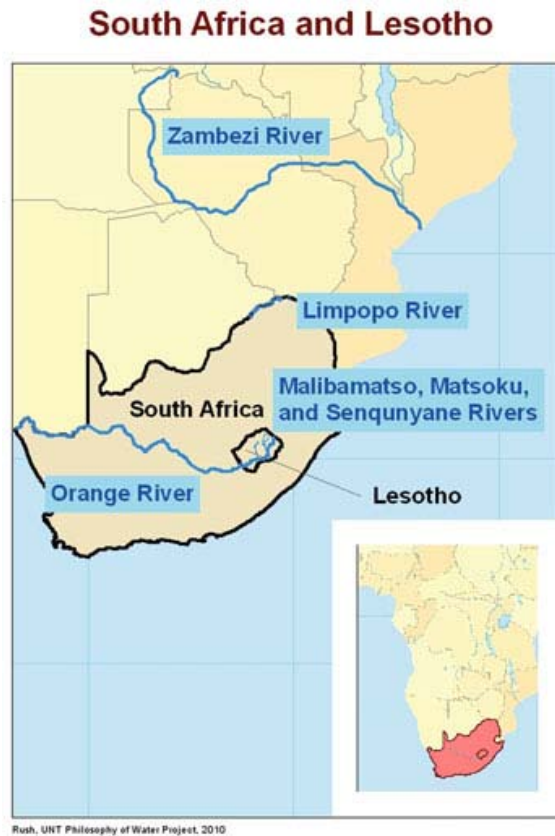 South Africa and Lesotho
Zambezi River
Limpopo River
Malibamatso, Matsoku,
and Senqunyane Rivers
South Africa
Orange River
Lesotho
Rush, UNT Philosophy of Water Project, 2010